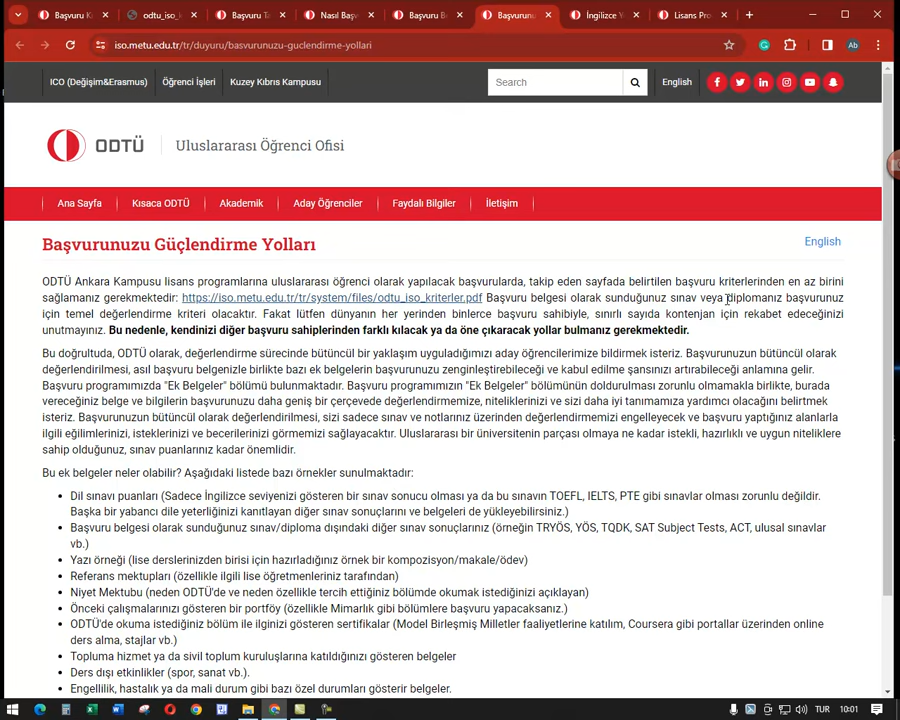 Başvuru K
odtu_iso_l
Başvuru T
Nasıl Başv
Başvuru B
Başvurunu
İngilizce Y
Lisans Pro
iso.metu.edu.tr/tr/duyuru/basvurunuz-guclendirme-yollari
Ab
ICO (Değişim&Erasmus) Öğrenci İşleri Kuzey Kıbrıs Kampusu Search English
ODTÜ Uluslararası Öğrenci Ofisi
Ana Sayfa Kısaca ODTÜ Akademik Aday Öğrenciler Faydalı Bilgiler İletişim
Başvurunuzu Güçlendirme Yolları
English
ODTÜ Ankara Kampusu lisans programlarına uluslararası öğrenci olarak yapılacak başvurularda, takip eden sayfada belirtilen başvuru kriterlerinden en az birini
sağlamanız gerekmektedir: https://iso.metu.edu.tr/tr/system/files/odtu_iso_kriterler.pdf Başvuru belgesi olarak sunduğunuz sınav veya diplomanız başvurunuz
için temel değerlendirme kriteri olacaktır. Fakat lütfen dünyanın her yerinden binlerce başvuru sahibiyle, sınırlı sayıda kontenjan için rekabet edeceğinizi
unutmayınız. Bu nedenle, kendinizi diğer başvuru sahiplerinden farklı kılacak ya da öne çıkaracak yollar bulmanız gerekmektedir.
Bu doğrultuda, ODTÜ olarak, değerlendirme sürecinde bütüncül bir yaklaşım uyguladığımızı aday öğrencilerimize bildirmek isteriz. Başvurunuzun bütüncül olarak
değerlendirilmesi, asıl başvuru belgenizle birlikte bazı ek belgelerin başvurunuzu zenginleştirebileceği ve kabul edilme şansınızı artırabileceği anlamına gelir.
Başvuru programımızda "Ek Belgeler" bölümü bulunmaktadır. Başvuru programımızın "Ek Belgeler" bölümünün doldurulması zorunlu olmamakla birlikte, burada
vereceğiniz belge ve bilgilerin başvurunuzu daha geniş bir çerçevede değerlendirmemize, niteliklerinizi ve sizi daha iyi tanımamıza yardımcı olacağını belirtmek
isteriz. Başvurunuzun bütüncül olarak değerlendirilmesi, sizi sadece sınav ve notlarınız üzerinden değerlendirmemizi engelleyecek ve başvuru yaptığınız alanlarla
ilgili eğilimlerinizi, isteklerinizi ve becerilerinizi görmemizi sağlayacaktır. Uluslararası bir üniversitenin parçası olmaya ne kadar istekli, hazırlıklı ve uygun niteliklere
sahip olduğunuz, sınav puanlarınız kadar önemlidir.
Bu ek belgeler neler olabilir? Aşağıdaki listede bazı örnekler sunulmaktadır:
• Dil sınavı puanları (Sadece İngilizce seviyenizi gösteren bir sınav sonucu olması ya da bu sınavın TOEFL, IELTS, PTE gibi sınavlar olması zorunlu değildir.
Başka bir yabancı dile yeterliğinizi kanıtlayan diğer sınav sonuçlarını ve belgeleri de yükleyebilirsiniz.)
• Başvuru belgesi olarak sunduğunuz sınav/diploma dışındaki diğer sınav sonuçlarınız (örneğin TRYÖS, YÖS, TQDK, SAT Subject Tests, ACT, ulusal sınavlar
vb.)
• Yazı örneği (lise derslerinizden birisi için hazırladığınız örnek bir kompozisyon/makale/ödev)
• Referans mektupları (özellikle ilgili lise öğretmenleriniz tarafından)
• Niyet Mektubu (neden ODTÜ'de ve neden özellikle tercih ettiğiniz bölümde okumak istediğinizi açıklayan)
• Önceki çalışmalarınızı gösteren bir portföy (özellikle Mimarlık gibi bölümlere başvuru yapacaksanız.)
• ODTÜ'de okuma istediğiniz bölüm ile ilginizi gösteren sertifikalar (Model Birleşmiş Milletler faaliyetlerine katılım, Coursera gibi portallar üzerinden online
ders alma, stajlar vb.)
• Topluma hizmet ya da sivil toplum kuruluşlarına katıldığınızı gösteren belgeler
• Ders dışı etkinlikler (spor, sanat vb.).
• Engellilik, hastalık ya da mali durum gibi bazı özel durumları gösterir belgeler.
TUR 10:01